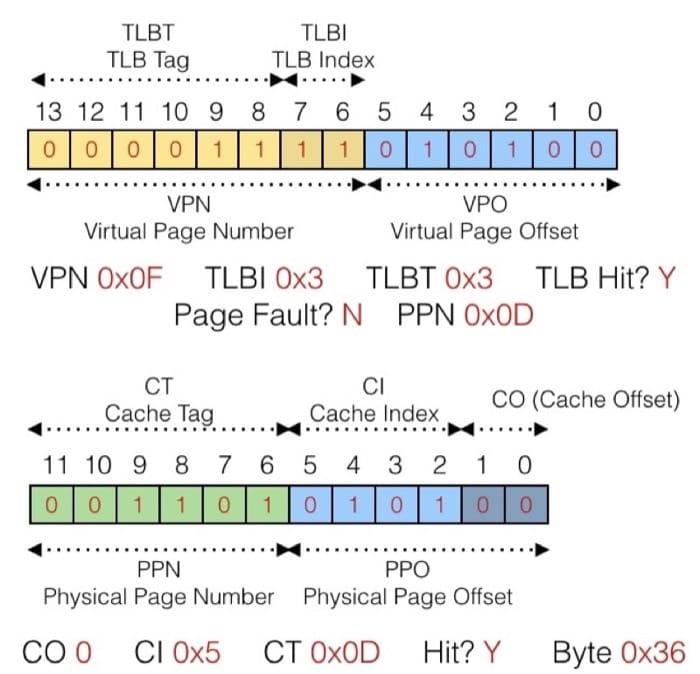 TLBT TLBI
TLB Tag TLB Index
13 12 11 10 9 8 7 6 5 4 3 2 1 0
0 0 0 0 1 1 1 1 0 1 0 1 0 0
VPN VPO
Virtual Page Number Virtual Page Offset
VPN 0x0F TLBI 0x3 TLBT 0x3 TLB Hit? Y
Page Fault? N PPN 0x0D
CT CI
Cache Tag Cache Index CO (Cache Offset)
11 10 9 8 7 6 5 4 3 2 1 0
0 0 1 1 0 1 0 1 0 1 0 0
PPN PPO
Physical Page Number Physical Page Offset
CO 0 CI 0x5 CT 0x0D Hit? Y Byte 0x36